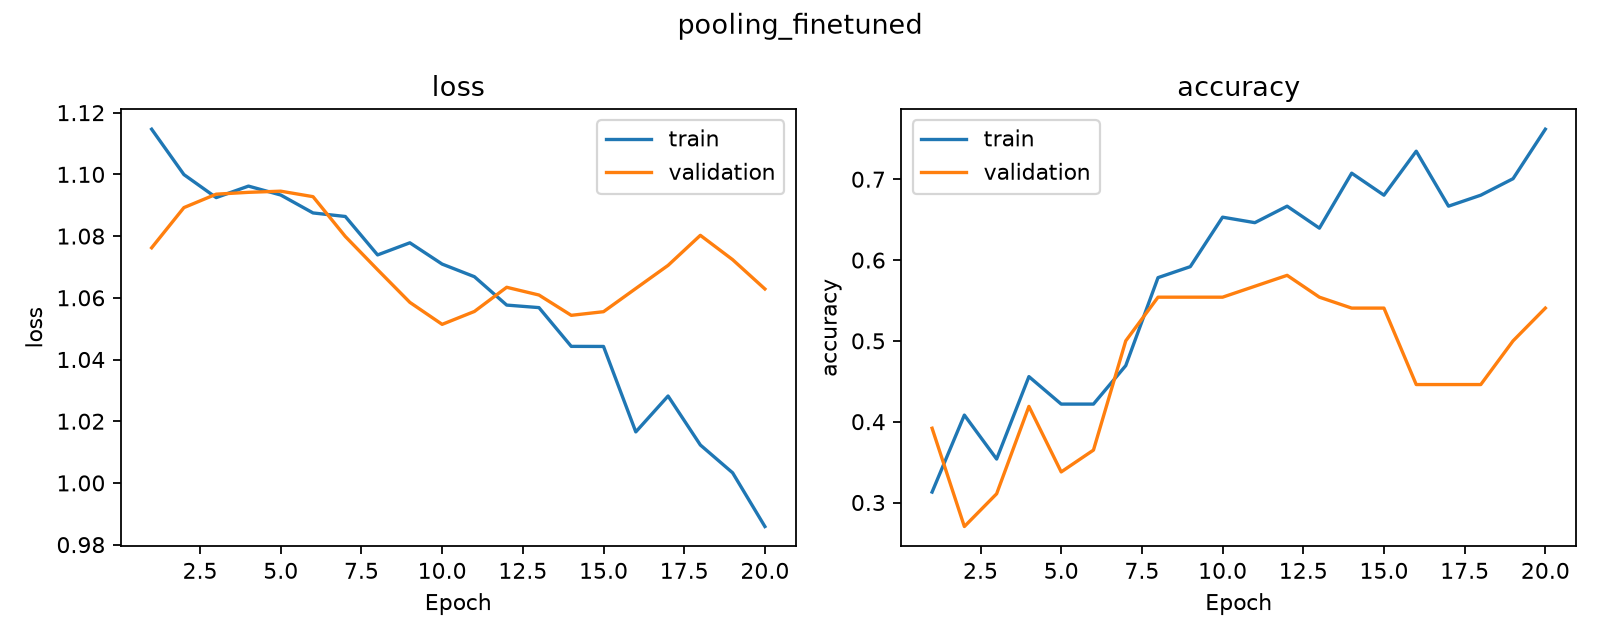 pooling_finetuned
loss
1.12
1.10
1.08
1.06
1.04
1.02
1.00
0.98
loss
train
validation
2.5 5.0 7.5 10.0 12.5 15.0 17.5 20.0
Epoch
accuracy
0.7
0.6
0.5
0.4
0.3
accuracy
train
validation
2.5 5.0 7.5 10.0 12.5 15.0 17.5 20.0
Epoch